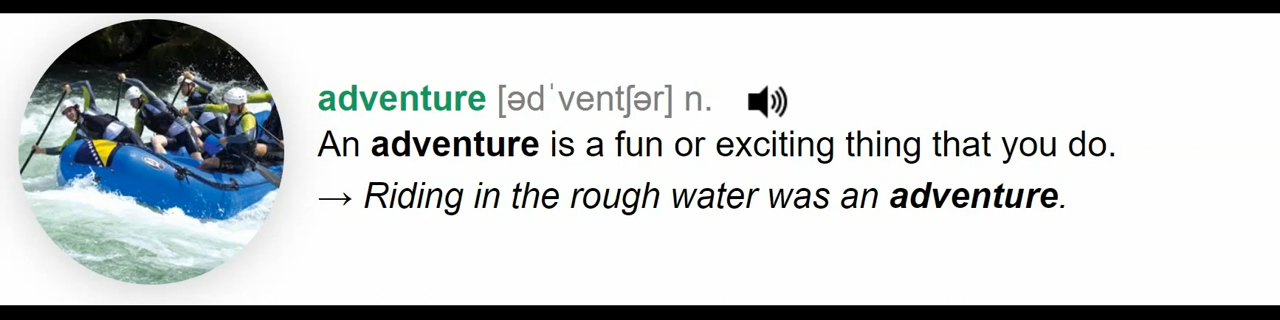 adventure [ədˈventʃər] n.
An adventure is a fun or exciting thing that you do.
→ Riding in the rough water was an adventure.